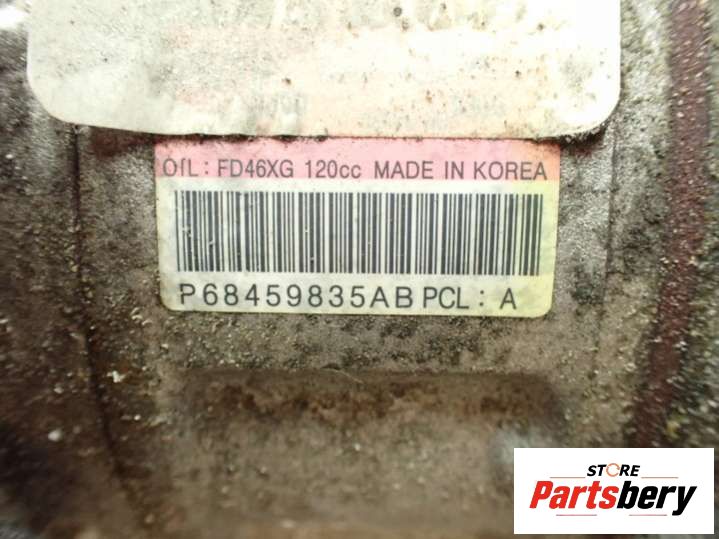 OIL : FD46XG 120cc MADE IN KOREA
P68459835AB PCL : A
STORE
Partsbery